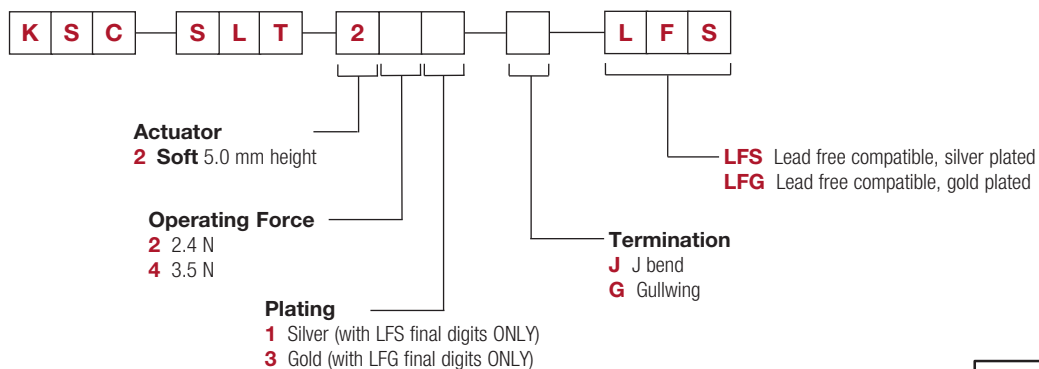 K S C S L T 2 L F S
Actuator
2 Soft 5.0 mm height
LFS Lead free compatible, silver plated
LFG Lead free compatible, gold plated
Operating Force
2 2.4 N
4 3.5 N
Termination
J J bend
G Gullwing
Plating
1 Silver (with LFS final digits ONLY)
3 Gold (with LFG final digits ONLY)